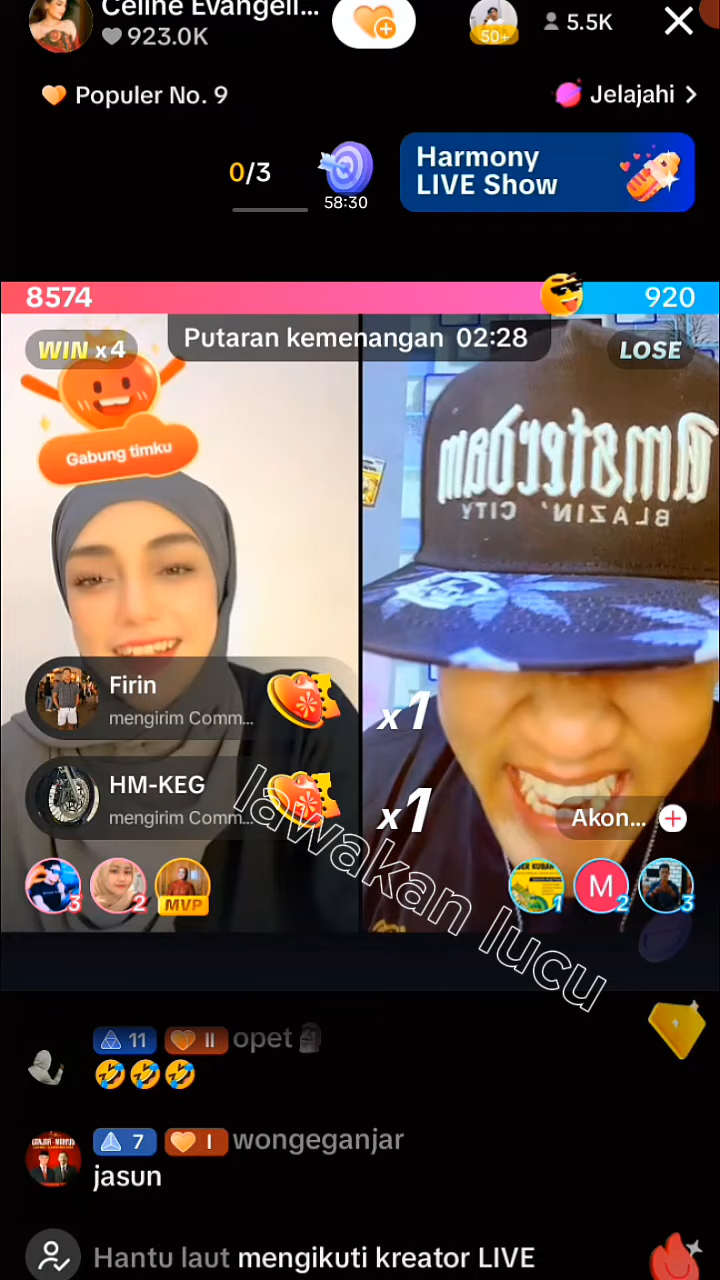 Celine Evangeli...
923.0K
50+
5.5K
Populer No. 9
Jelajahi
0/3
58:30
Harmony
LIVE Show
8574
920
WIN x4
Putaran kemenangan 02:28
LOSE
Gabung timku
Amsterdam
BLAZIN' CITY
Firin
mengirim Comm...
x1
HM-KEG
mengirim Comm...
x1
Akon...
3
2
MVP
1
M
2
3
lawakan lucu
11
II
opet
7
I
wongeganjar
jasun
Hantu laut mengikuti kreator LIVE